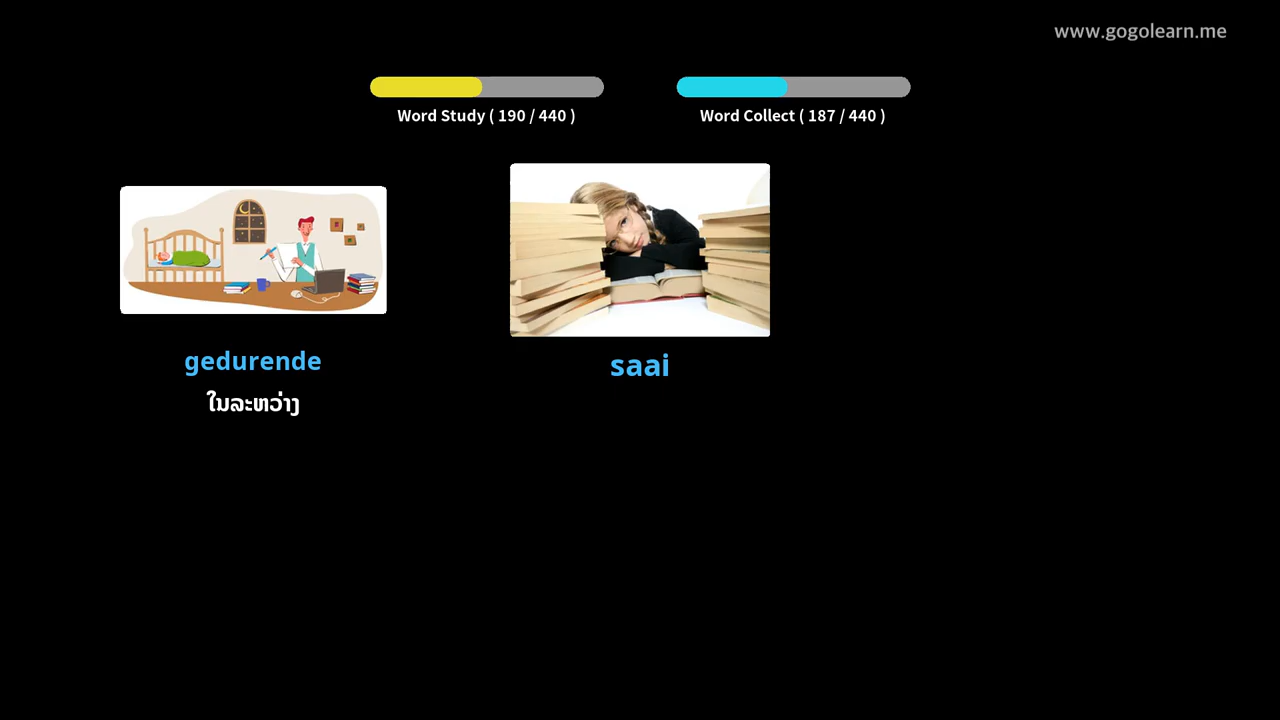 www.gogolearn.me
Word Study ( 190 / 440 )
Word Collect ( 187 / 440 )
gedurende
ໃນລະຫວ່າງ
saai